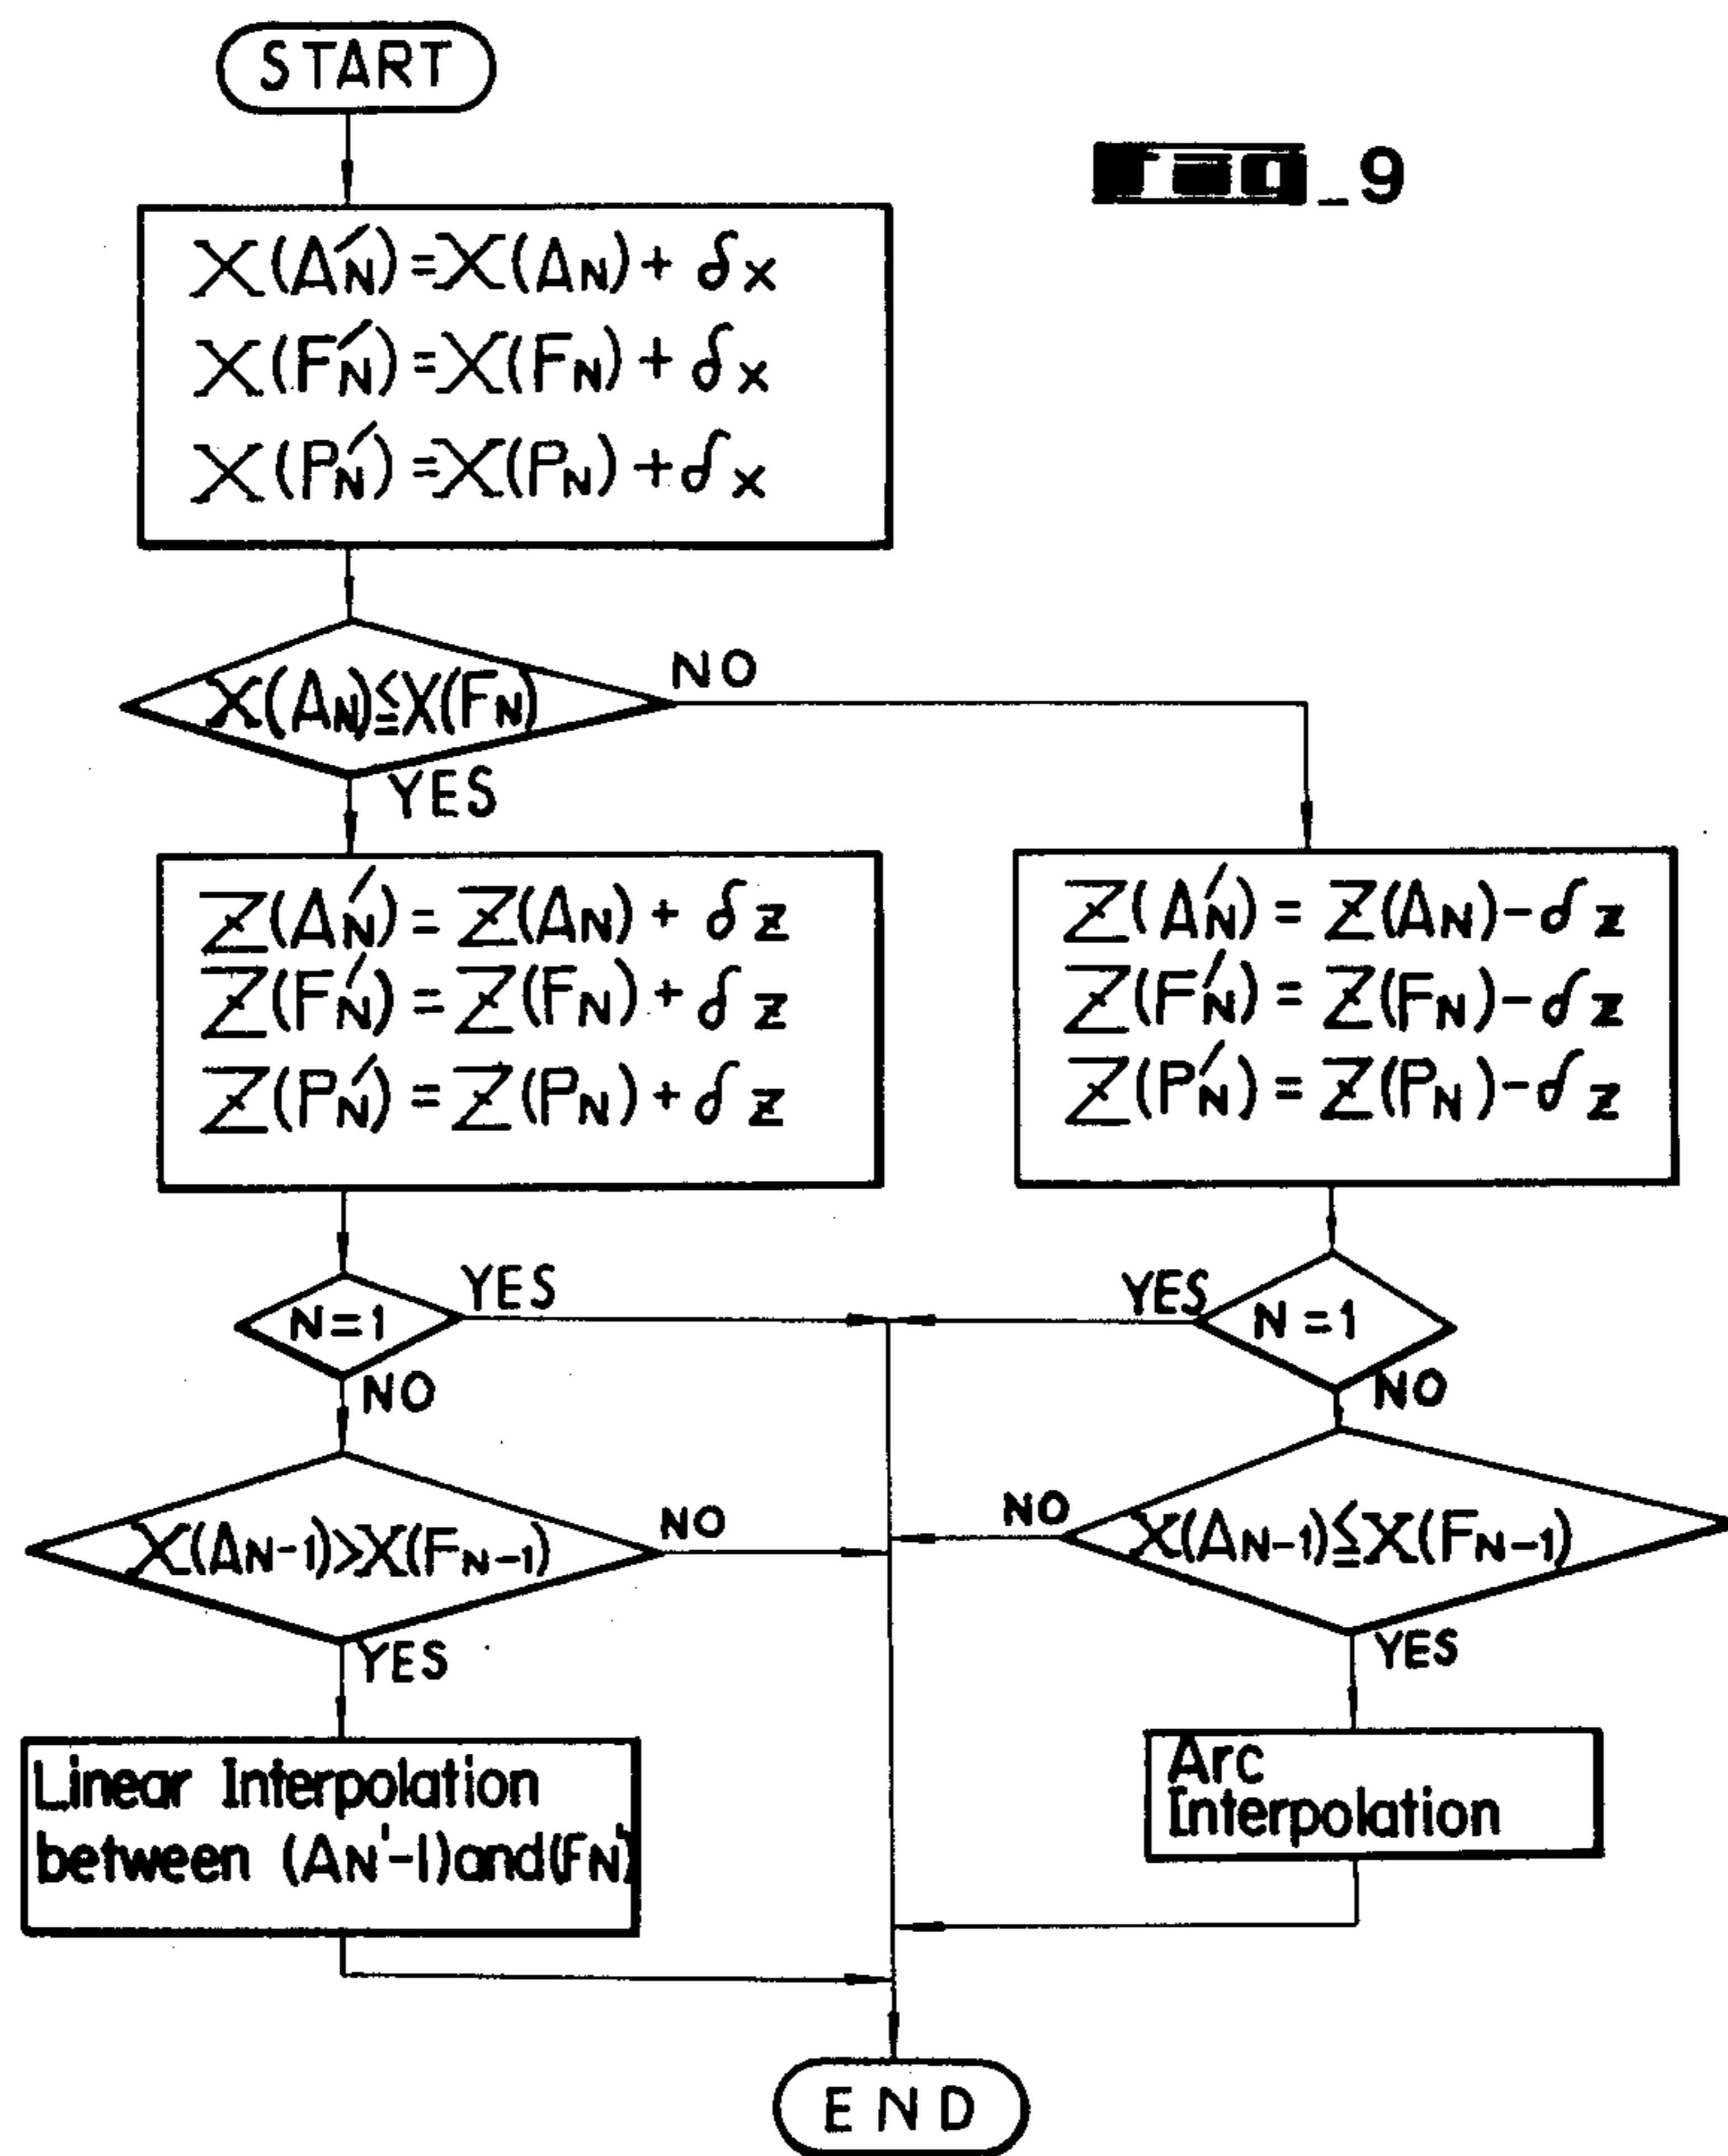 START
_9
X(A'N)=X(AN)+δx
X(F'N)=X(FN)+δx
X(P'N)=X(PN)+δx
X(AN)≦X(FN)
NO
YES
Z(A'N)=Z(AN)+δz
Z(F'N)=Z(FN)+δz
Z(P'N)=Z(PN)+δz
Z(A'N)=Z(AN)-δz
Z(F'N)=Z(FN)-δz
Z(P'N)=Z(PN)-δz
N=1
YES
NO
YES
N=1
NO
X(AN-1)>X(FN-1)
NO
YES
NO
X(AN-1)≦X(FN-1)
YES
Linear Interpolation
between (AN'-1)and(FN')
Arc
Interpolation
END